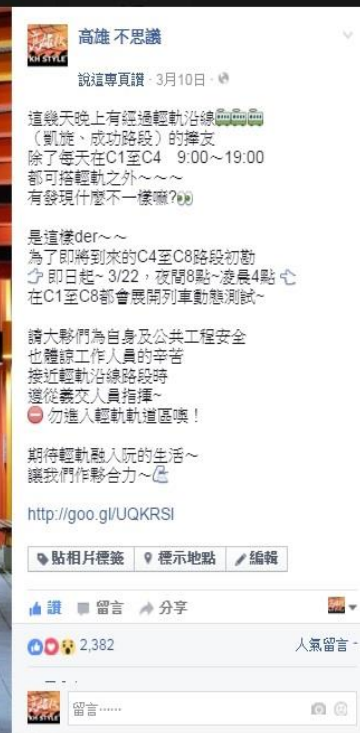 高雄 不思議
KH STYLE
說這專頁讚 · 3月10日 ·
這幾天晚上有經過輕軌沿線🚃🚃🚃
（凱旋、成功路段）的捧友
除了每天在C1至C4　9:00～19:00
都可搭輕軌之外～～～
有發現什麼不一樣嘛?👀
是這樣der～～
為了即將到來的C4至C8路段初勘
👉 即日起~ 3/22，夜間8點~凌晨4點 👈
在C1至C8都會展開列車動態測試~
請大夥們為自身及公共工程安全
也體諒工作人員的辛苦
接近輕軌沿線路段時
遵從義交人員指揮~
⛔ 勿進入輕軌軌道區噢！
期待輕軌融入阮的生活～
讓我們作夥合力～💪
http://goo.gl/UQKRSI
貼相片標籤 標示地點 編輯
讚 留言 分享
2,382 人氣留言
KH STYLE
留言⋯⋯